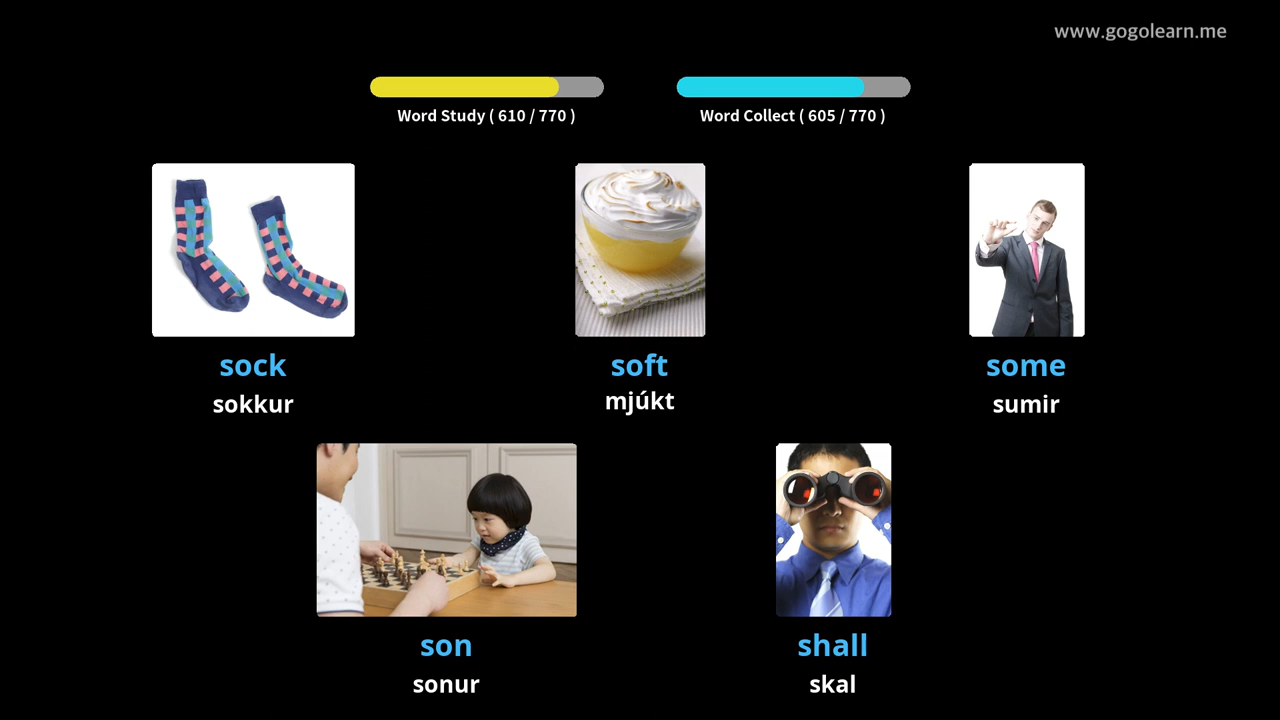 www.gogolearn.me
Word Study ( 610 / 770 )
Word Collect ( 605 / 770 )
sock
sokkur
soft
mjúkt
some
sumir
son
sonur
shall
skal